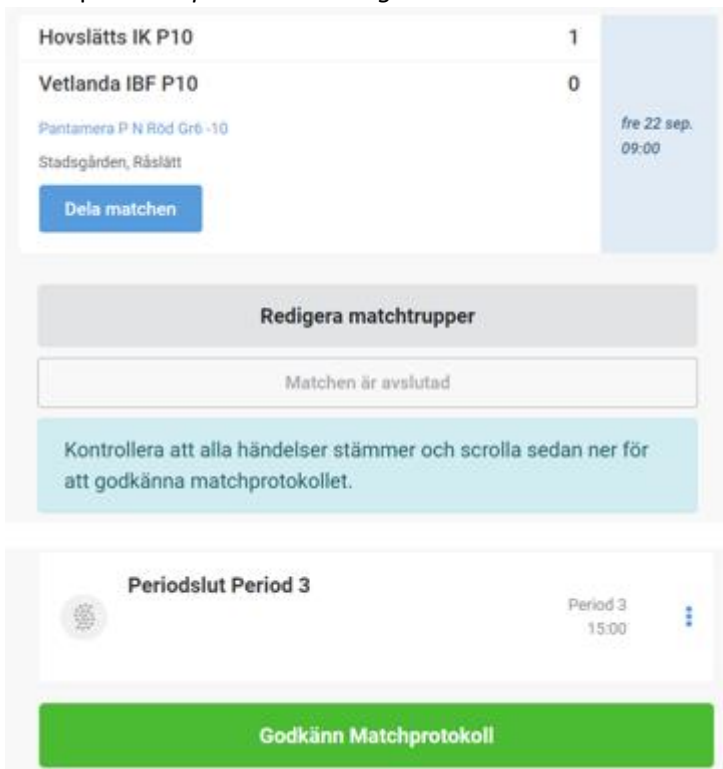 Hovslätts IK P10 1
Vetlanda IBF P10 0
Pantamera P N Röd Gr6 -10
Stadsgården, Råslätt
fre 22 sep.
09:00
Dela matchen
Redigera matchtrupper
Matchen är avslutad
Kontrollera att alla händelser stämmer och scrolla sedan ner för
att godkänna matchprotokollet.
Periodslut Period 3
Period 3
15:00
Godkänn Matchprotokoll